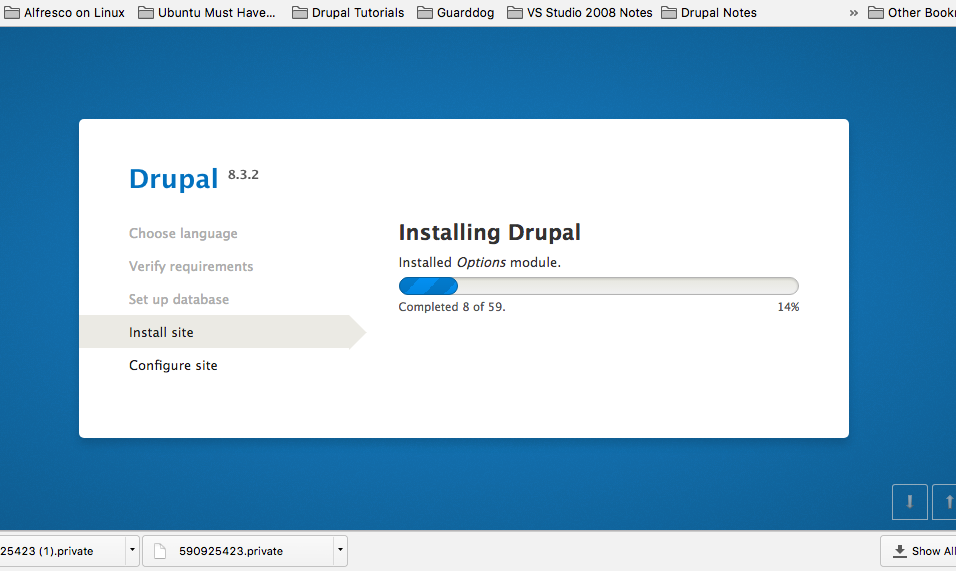 Alfresco on Linux Ubuntu Must Have... Drupal Tutorials Guarddog VS Studio 2008 Notes Drupal Notes » Other Bookr
Drupal 8.3.2
Choose language
Verify requirements
Set up database
Install site
Configure site
Installing Drupal
Installed Options module.
Completed 8 of 59. 14%
25423 (1).private 590925423.private Show All